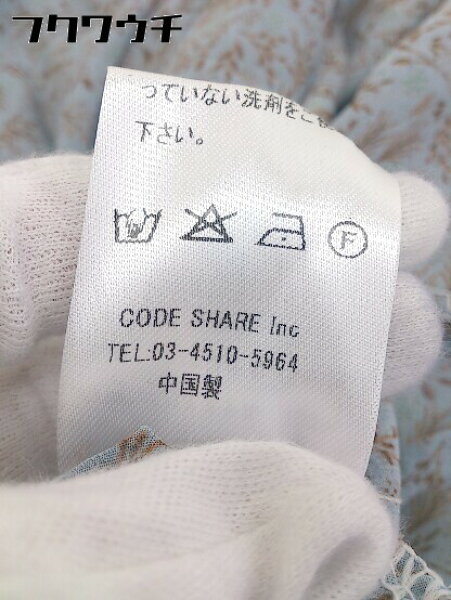 フクワウチ
っていない洗剤をご使
下さい。
F
CODE SHARE Inc
TEL:03-4510-5964
中国製